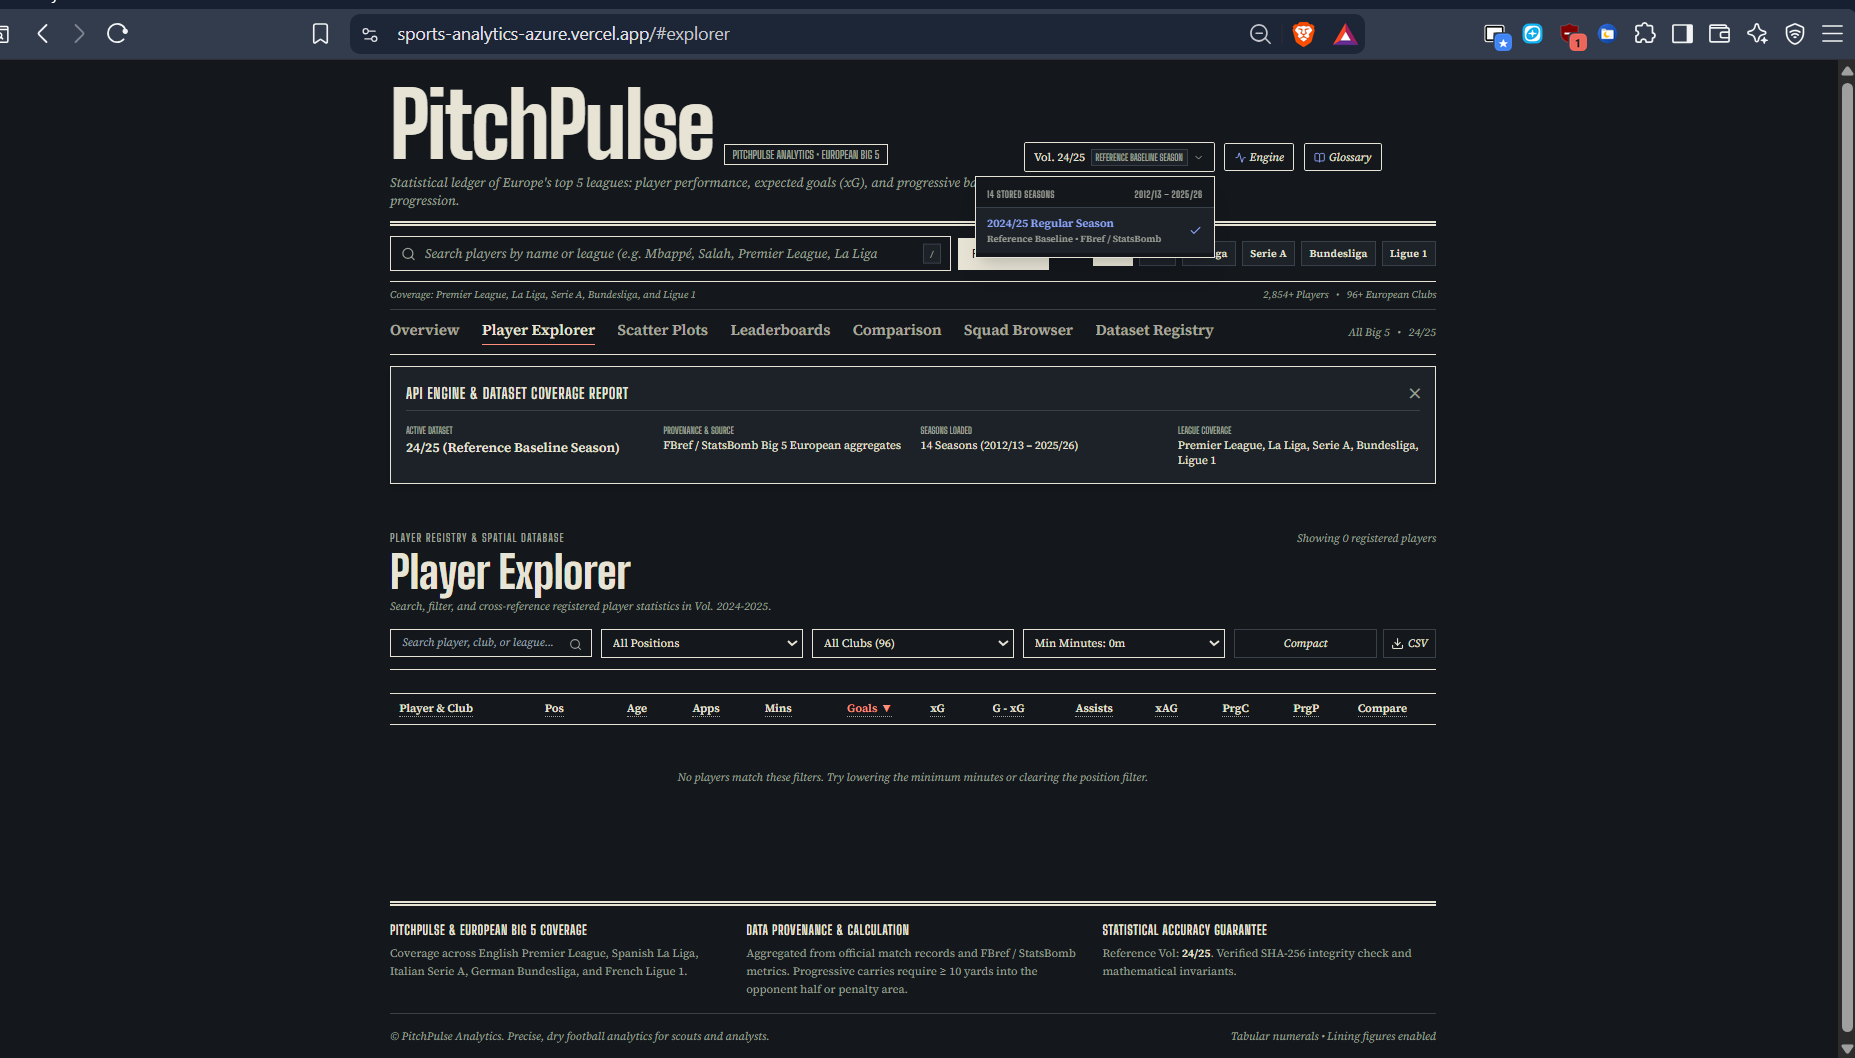 sports-analytics-azure.vercel.app/#explorer
1
PitchPulse
PITCHPULSE ANALYTICS • EUROPEAN BIG 5
Vol. 24/25 REFERENCE BASELINE SEASON
Engine
Glossary
Statistical ledger of Europe's top 5 leagues: player performance, expected goals (xG), and progressive ba
progression.
14 STORED SEASONS 2012/13 – 2025/26
2024/25 Regular Season
Reference Baseline • FBref / StatsBomb
Search players by name or league (e.g. Mbappé, Salah, Premier League, La Liga /
ga
Serie A
Bundesliga
Ligue 1
Coverage: Premier League, La Liga, Serie A, Bundesliga, and Ligue 1
2,854+ Players • 96+ European Clubs
Overview Player Explorer Scatter Plots Leaderboards Comparison Squad Browser Dataset Registry
All Big 5 • 24/25
API ENGINE & DATASET COVERAGE REPORT
ACTIVE DATASET
24/25 (Reference Baseline Season)
PROVENANCE & SOURCE
FBref / StatsBomb Big 5 European aggregates
SEASONS LOADED
14 Seasons (2012/13 – 2025/26)
LEAGUE COVERAGE
Premier League, La Liga, Serie A, Bundesliga,
Ligue 1
PLAYER REGISTRY & SPATIAL DATABASE
Showing 0 registered players
Player Explorer
Search, filter, and cross-reference registered player statistics in Vol. 2024-2025.
Search player, club, or league...
All Positions
All Clubs (96)
Min Minutes: 0m
Compact
CSV
Player & Club Pos Age Apps Mins Goals ▼ xG G - xG Assists xAG PrgC PrgP Compare
No players match these filters. Try lowering the minimum minutes or clearing the position filter.
PITCHPULSE & EUROPEAN BIG 5 COVERAGE
Coverage across English Premier League, Spanish La Liga,
Italian Serie A, German Bundesliga, and French Ligue 1.
DATA PROVENANCE & CALCULATION
Aggregated from official match records and FBref / StatsBomb
metrics. Progressive carries require ≥ 10 yards into the
opponent half or penalty area.
STATISTICAL ACCURACY GUARANTEE
Reference Vol: 24/25. Verified SHA-256 integrity check and
mathematical invariants.
© PitchPulse Analytics. Precise, dry football analytics for scouts and analysts.
Tabular numerals • Lining figures enabled